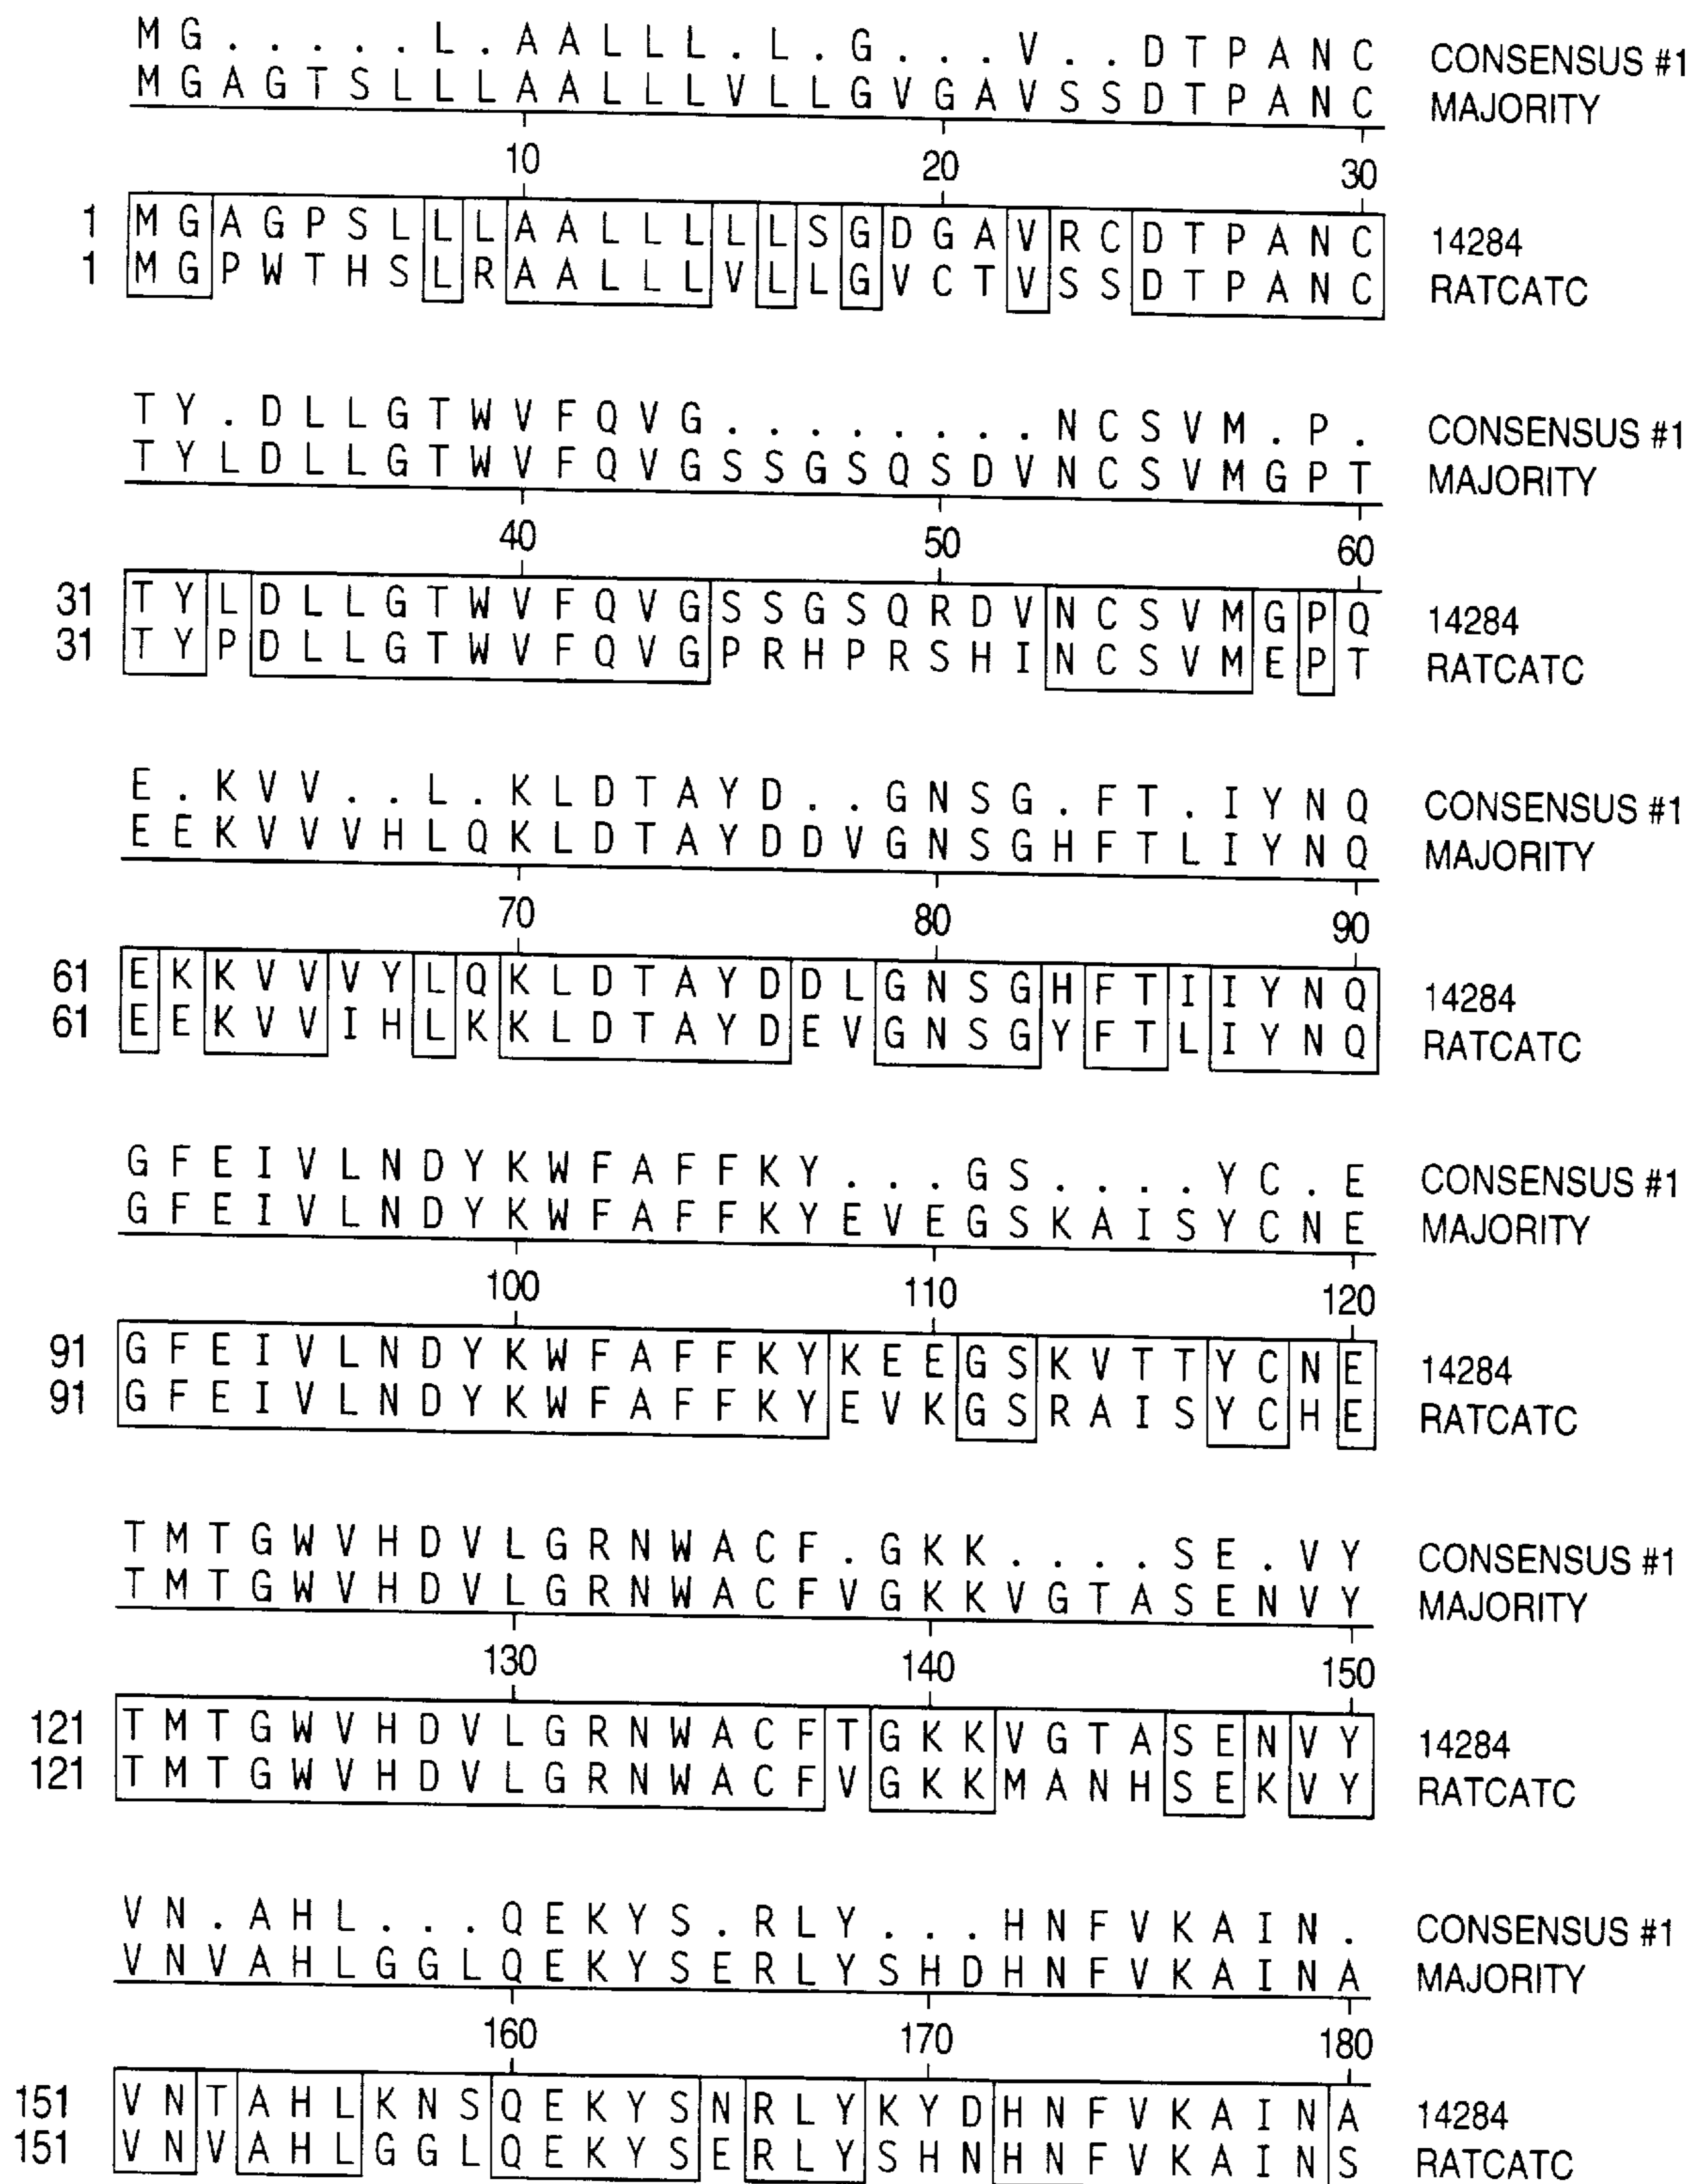 M G . . . . . L . A A L L L . L . G . . . V . . D T P A N C CONSENSUS #1
M G A G T S L L L A A L L L V L L G V G A V S S D T P A N C MAJORITY
10 20 30
1 M G A G P S L L L A A L L L L L S G D G A V R C D T P A N C 14284
1 M G P W T H S L R A A L L L V L L G V C T V S S D T P A N C RATCATC
T Y . D L L G T W V F Q V G . . . . . . . . N C S V M . P . CONSENSUS #1
T Y L D L L G T W V F Q V G S S G S Q S D V N C S V M G P T MAJORITY
40 50 60
31 T Y L D L L G T W V F Q V G S S G S Q R D V N C S V M G P Q 14284
31 T Y P D L L G T W V F Q V G P R H P R S H I N C S V M E P T RATCATC
E . K V V . . L . K L D T A Y D . . G N S G . F T . I Y N Q CONSENSUS #1
E E K V V V H L Q K L D T A Y D D V G N S G H F T L I Y N Q MAJORITY
70 80 90
61 E K K V V V Y L Q K L D T A Y D D L G N S G H F T I I Y N Q 14284
61 E E K V V I H L K K L D T A Y D E V G N S G Y F T L I Y N Q RATCATC
G F E I V L N D Y K W F A F F K Y . . . G S . . . . Y C . E CONSENSUS #1
G F E I V L N D Y K W F A F F K Y E V E G S K A I S Y C N E MAJORITY
100 110 120
91 G F E I V L N D Y K W F A F F K Y K E E G S K V T T Y C N E 14284
91 G F E I V L N D Y K W F A F F K Y E V K G S R A I S Y C H E RATCATC
T M T G W V H D V L G R N W A C F . G K K . . . . S E . V Y CONSENSUS #1
T M T G W V H D V L G R N W A C F V G K K V G T A S E N V Y MAJORITY
130 140 150
121 T M T G W V H D V L G R N W A C F T G K K V G T A S E N V Y 14284
121 T M T G W V H D V L G R N W A C F V G K K M A N H S E K V Y RATCATC
V N . A H L . . . Q E K Y S . R L Y . . . H N F V K A I N . CONSENSUS #1
V N V A H L G G L Q E K Y S E R L Y S H D H N F V K A I N A MAJORITY
160 170 180
151 V N T A H L K N S Q E K Y S N R L Y K Y D H N F V K A I N A 14284
151 V N V A H L G G L Q E K Y S E R L Y S H N H N F V K A I N S RATCATC